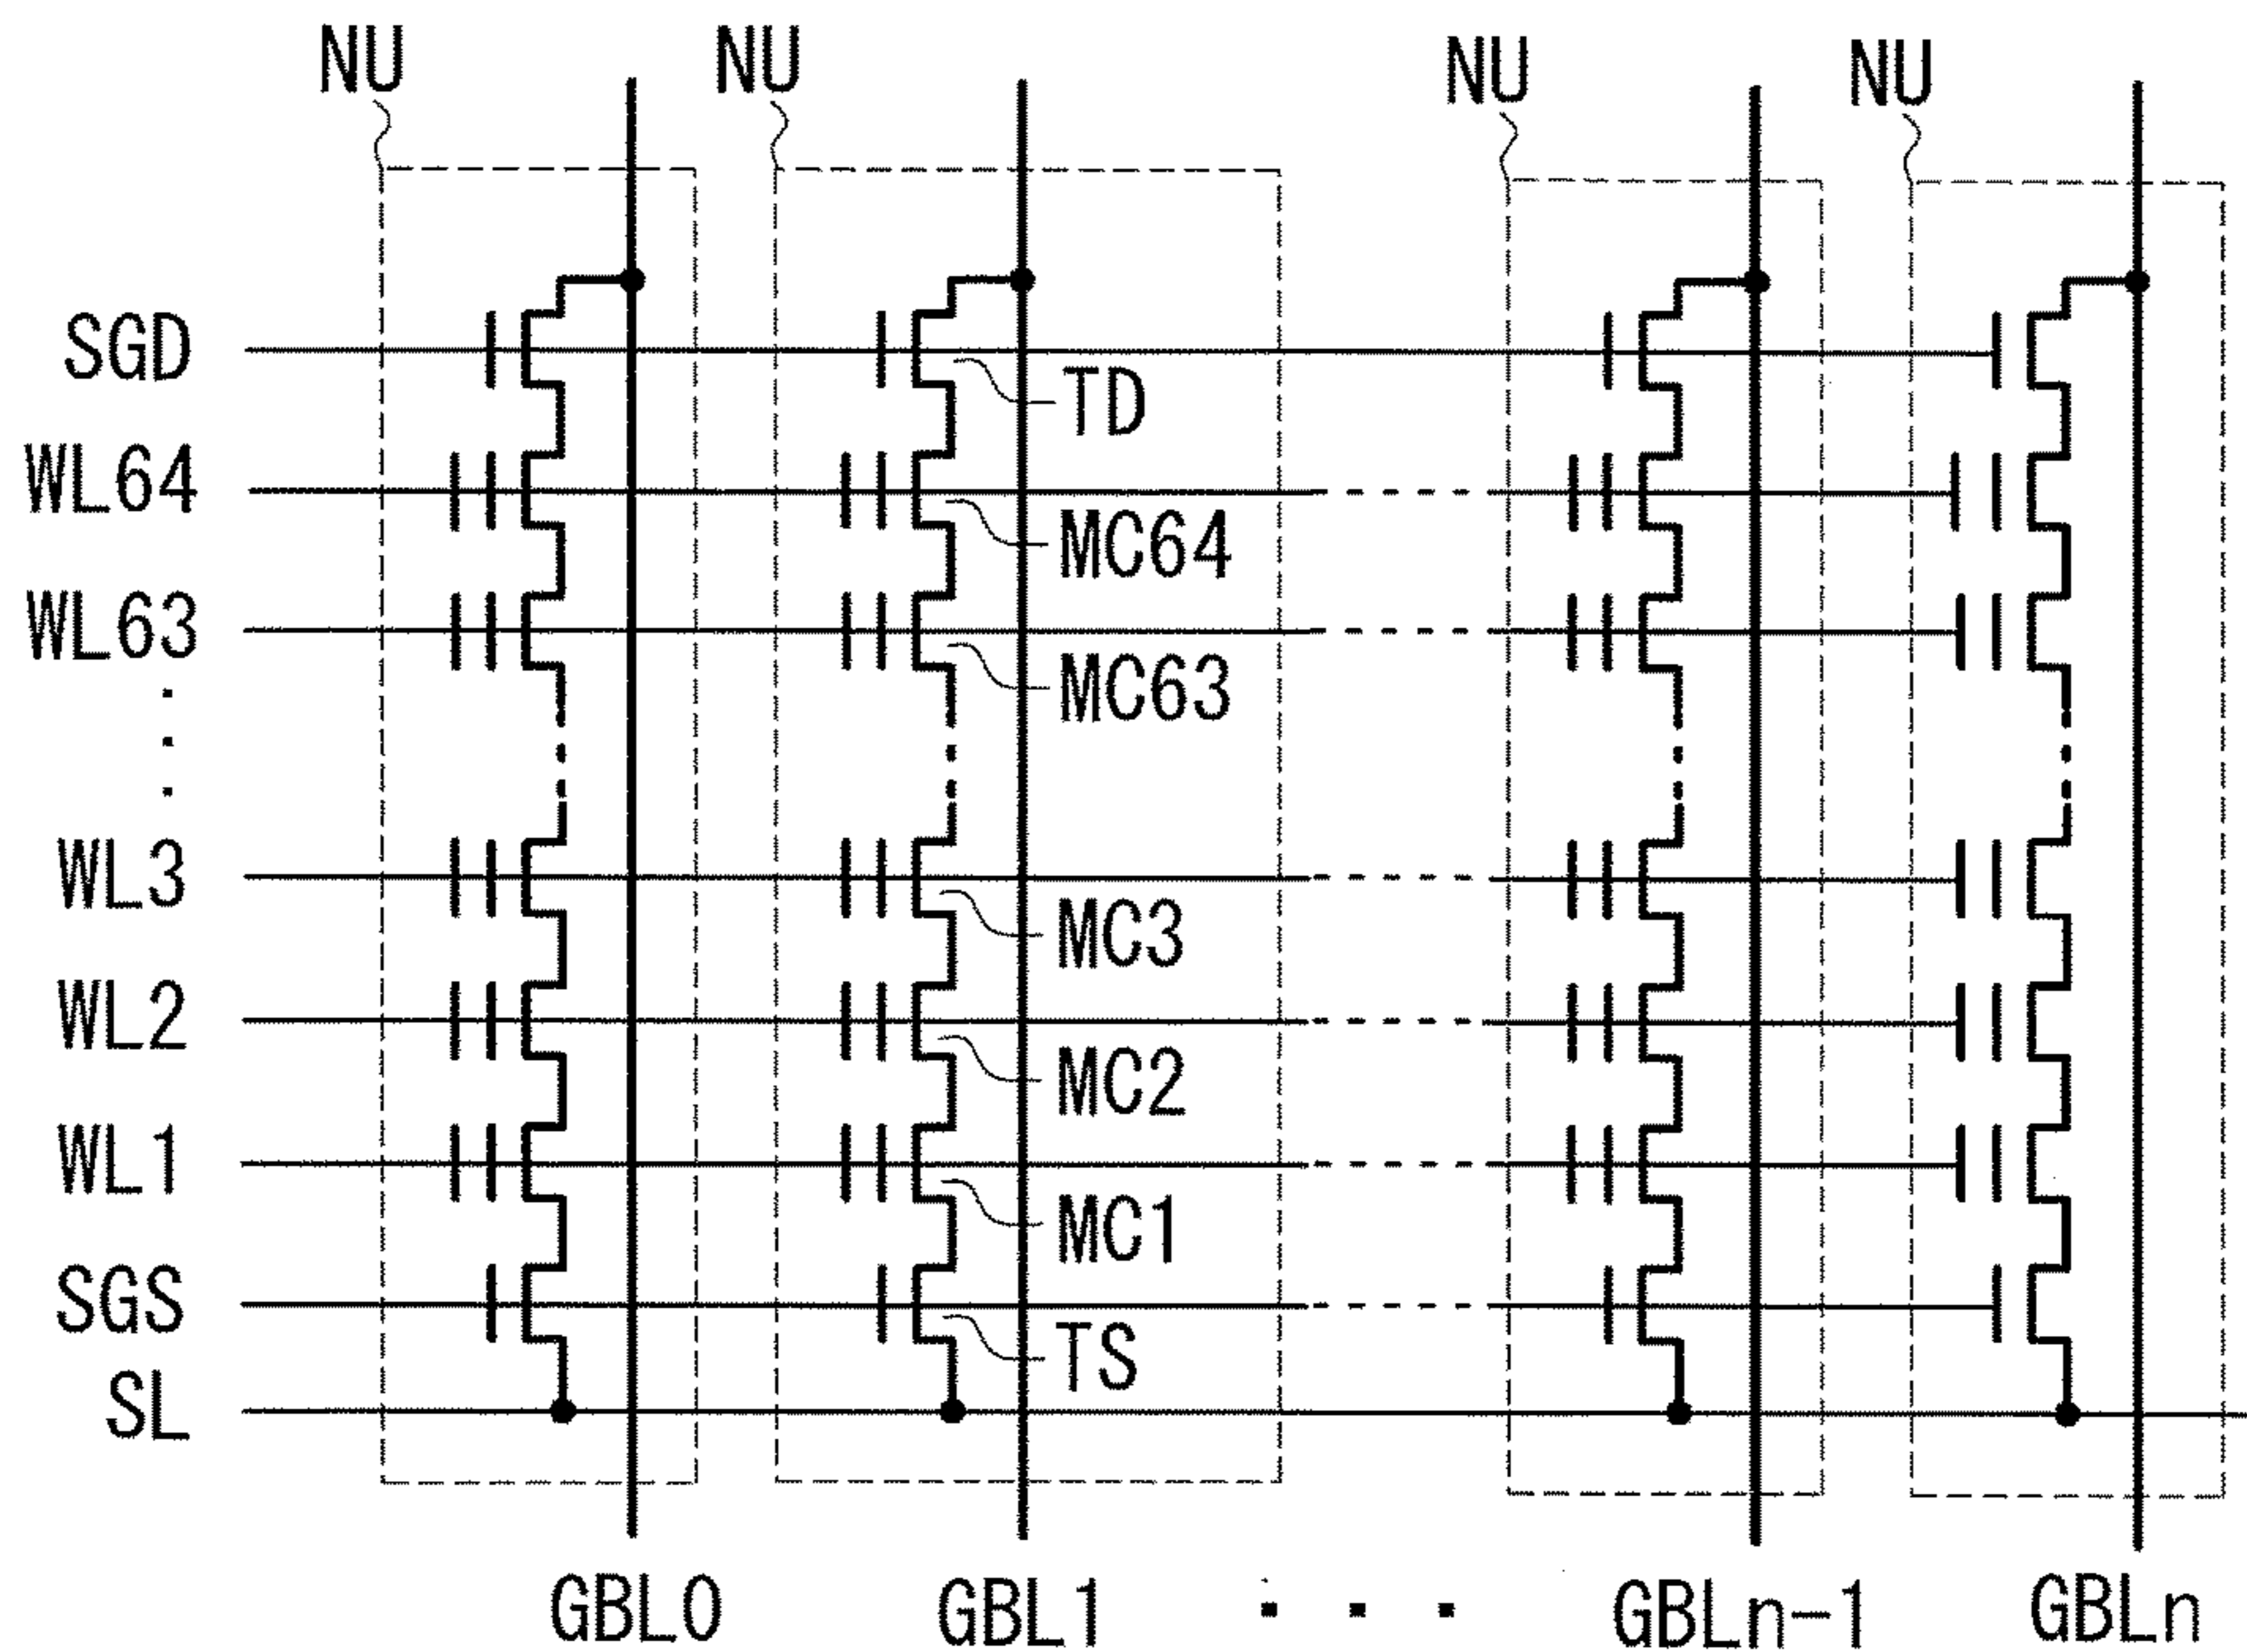 NU NU NU NU
SGD
TD
WL64
MC64
WL63
MC63
WL3
MC3
WL2
MC2
WL1
MC1
SGS
TS
SL
GBL0 GBL1 ··· GBLn-1 GBLn